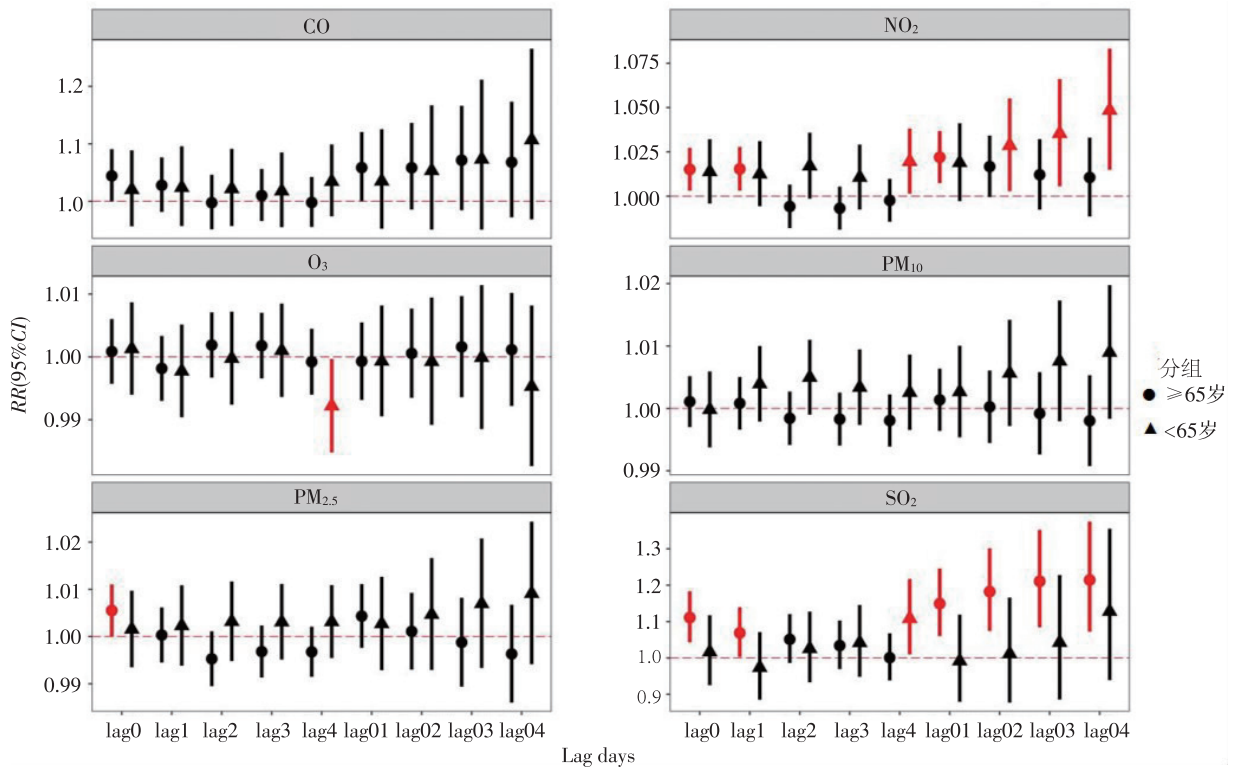 CO
NO₂
1.2
1.1
1.0
1.075
1.050
1.025
1.000
O₃
PM₁₀
1.01
1.00
0.99
1.02
1.01
1.00
0.99
PM₂.₅
SO₂
1.02
1.01
1.00
0.99
1.3
1.2
1.1
1.0
0.9
RR(95%CI)
分组
≥65岁
<65岁
lag0 lag1 lag2 lag3 lag4 lag01 lag02 lag03 lag04
lag0 lag1 lag2 lag3 lag4 lag01 lag02 lag03 lag04
Lag days